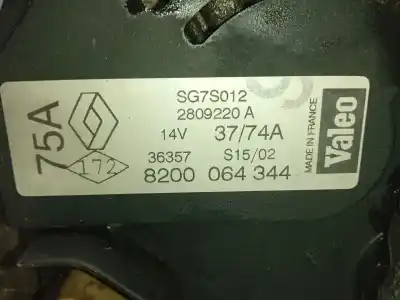 75A
172
SG7S012
2809220 A
14V 37/74A
36357 S15/02
8200 064 344
MADE IN FRANCE
Valeo